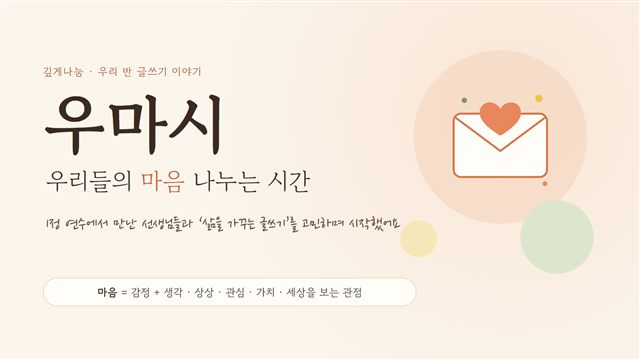 깊게나눔 · 우리 반 글쓰기 이야기
우마시
우리들의 마음 나누는 시간
1정 연수에서 만난 선생님들과 '삶을 가꾸는 글쓰기'를 고민하며 시작했어요
마음 = 감정 + 생각 · 상상 · 관심 · 가치 · 세상을 보는 관점